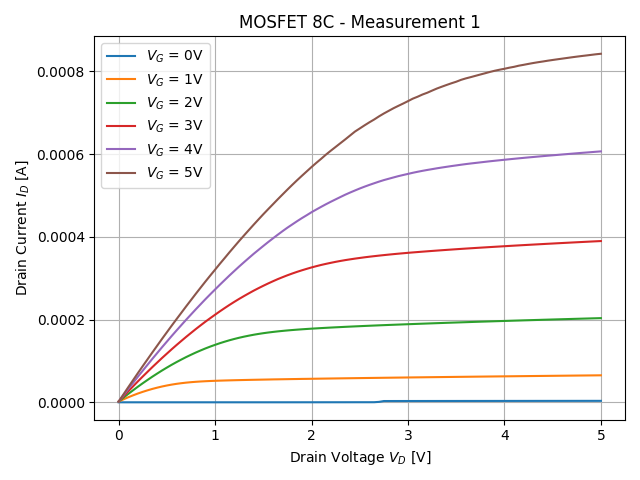 MOSFET 8C - Measurement 1
V_G = 0V
V_G = 1V
V_G = 2V
V_G = 3V
V_G = 4V
V_G = 5V
Drain Current I_D [A]
0.0008
0.0006
0.0004
0.0002
0.0000
0 1 2 3 4 5
Drain Voltage V_D [V]